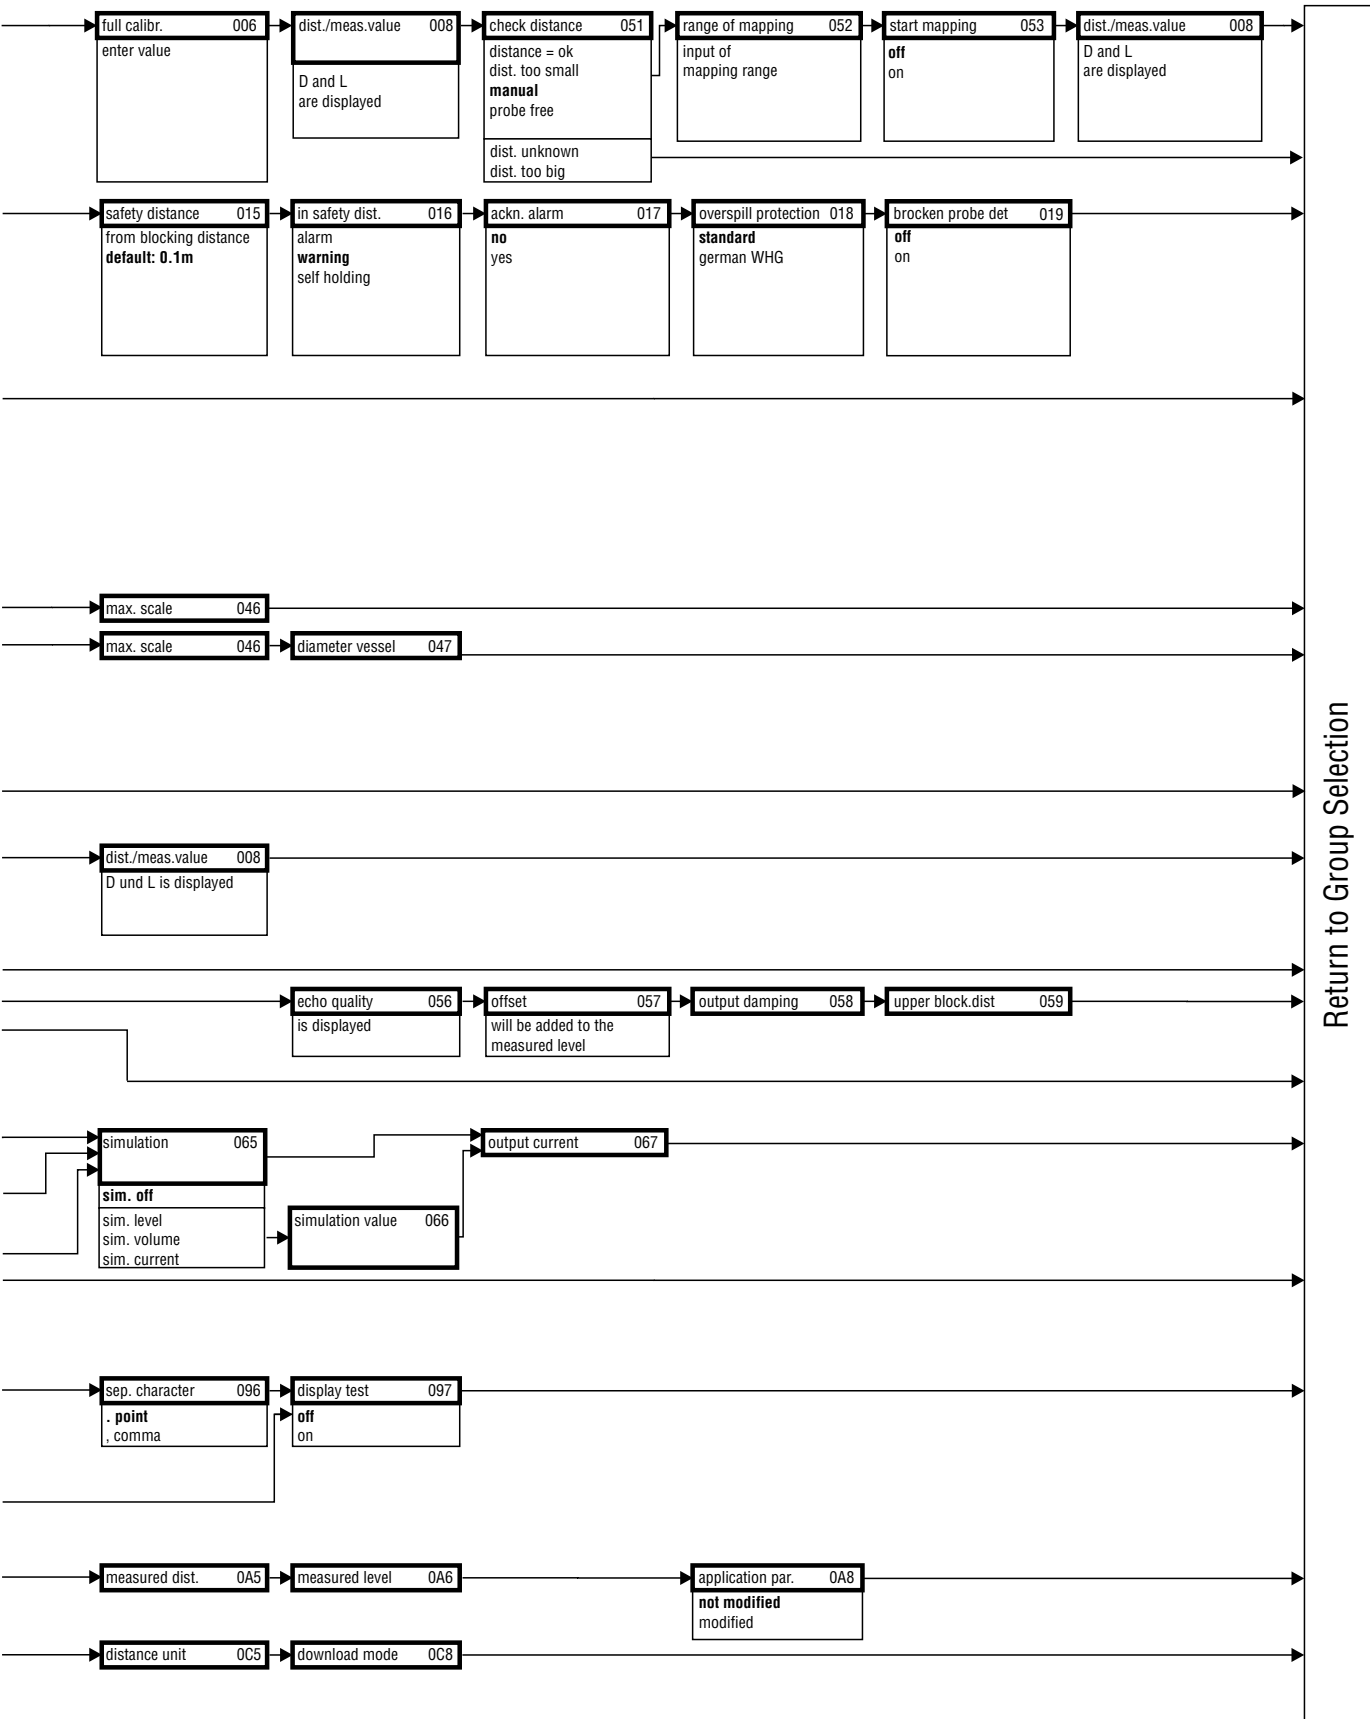 full calibr. 006
enter value
dist./meas.value 008
D and L
are displayed
check distance 051
distance = ok
dist. too small
manual
probe free
dist. unknown
dist. too big
range of mapping 052
input of
mapping range
start mapping 053
off
on
dist./meas.value 008
D and L
are displayed
safety distance 015
from blocking distance
default: 0.1m
in safety dist. 016
alarm
warning
self holding
ackn. alarm 017
no
yes
overspill protection 018
standard
german WHG
brocken probe det 019
off
on
max. scale 046
max. scale 046
diameter vessel 047
dist./meas.value 008
D und L is displayed
echo quality 056
is displayed
offset 057
will be added to the
measured level
output damping 058
upper block.dist 059
simulation 065
sim. off
sim. level
sim. volume
sim. current
simulation value 066
output current 067
sep. character 096
. point
, comma
display test 097
off
on
measured dist. 0A5
measured level 0A6
application par. 0A8
not modified
modified
distance unit 0C5
download mode 0C8
Return to Group Selection